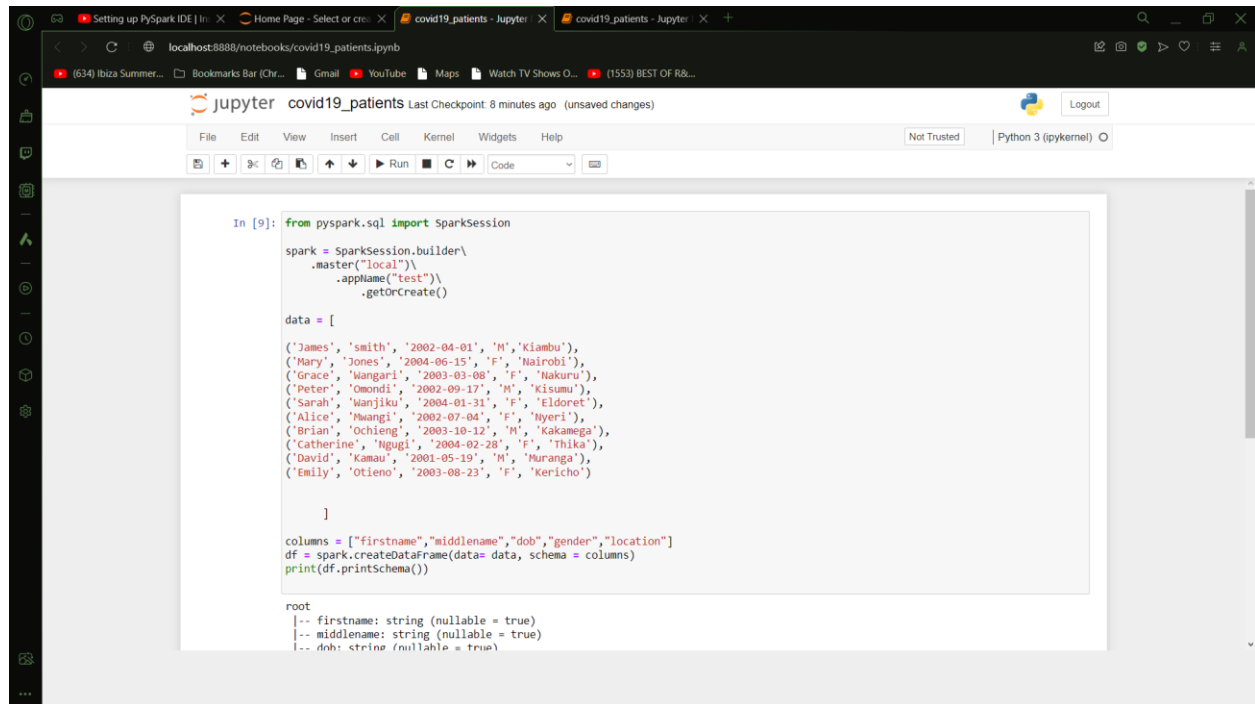 Setting up PySpark IDE | In
Home Page - Select or crea
covid19_patients - Jupyter
covid19_patients - Jupyter
localhost:8888/notebooks/covid19_patients.ipynb
(634) Ibiza Summer...
Bookmarks Bar (Chr...
Gmail
YouTube
Maps
Watch TV Shows O...
(1553) BEST OF R&...
jupyter covid19_patients Last Checkpoint: 8 minutes ago (unsaved changes)
Logout
File Edit View Insert Cell Kernel Widgets Help
Not Trusted
Python 3 (ipykernel)
Run
Code
In [9]: from pyspark.sql import SparkSession
spark = SparkSession.builder\
    .master("local")\
        .appName("test")\
            .getOrCreate()
data = [
('James', 'smith', '2002-04-01', 'M','Kiambu'),
('Mary', 'Jones', '2004-06-15', 'F', 'Nairobi'),
('Grace', 'Wangari', '2003-03-08', 'F', 'Nakuru'),
('Peter', 'Omondi', '2002-09-17', 'M', 'Kisumu'),
('Sarah', 'Wanjiku', '2004-01-31', 'F', 'Eldoret'),
('Alice', 'Mwangi', '2002-07-04', 'F', 'Nyeri'),
('Brian', 'Ochieng', '2003-10-12', 'M', 'Kakamega'),
('Catherine', 'Ngugi', '2004-02-28', 'F', 'Thika'),
('David', 'Kamau', '2001-05-19', 'M', 'Muranga'),
('Emily', 'Otieno', '2003-08-23', 'F', 'Kericho')
]
columns = ["firstname","middlename","dob","gender","location"]
df = spark.createDataFrame(data= data, schema = columns)
print(df.printSchema())
root
 |-- firstname: string (nullable = true)
 |-- middlename: string (nullable = true)
 |-- dob: string (nullable = true)